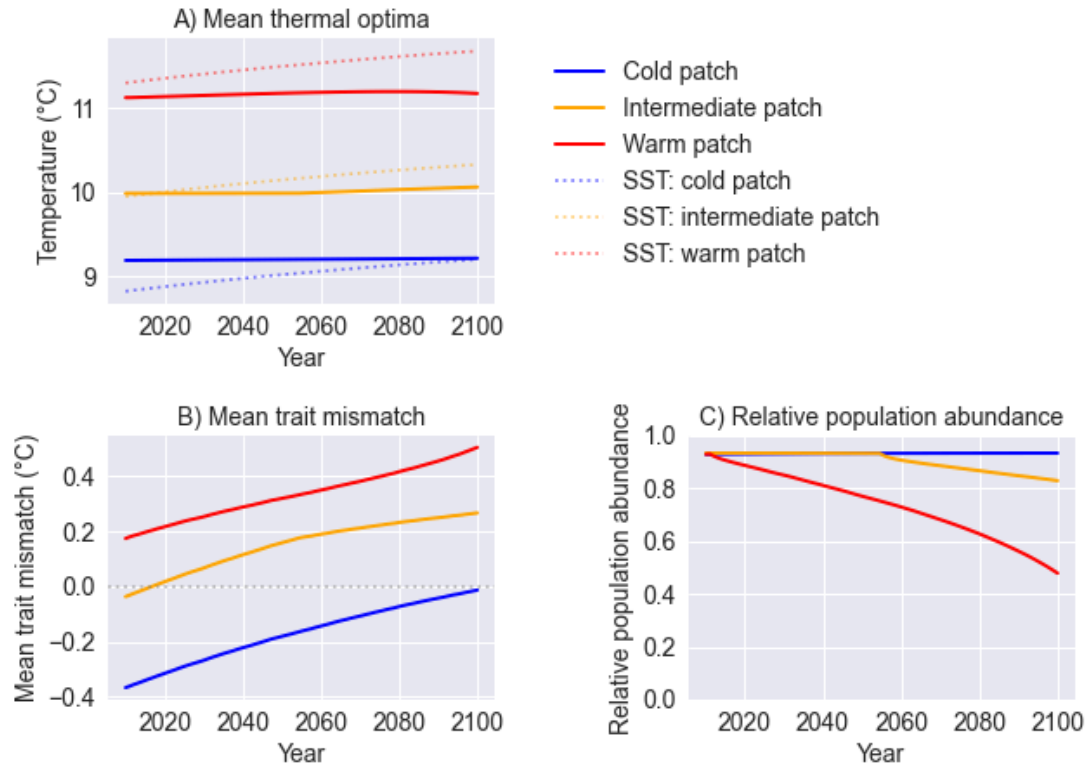 A) Mean thermal optima
Temperature (°C)
11
10
9
2020 2040 2060 2080 2100
Year
Cold patch
Intermediate patch
Warm patch
SST: cold patch
SST: intermediate patch
SST: warm patch
B) Mean trait mismatch
Mean trait mismatch (°C)
0.4
0.2
0.0
−0.2
−0.4
2020 2040 2060 2080 2100
Year
C) Relative population abundance
Relative population abundance
1.0
0.8
0.6
0.4
0.2
0.0
2020 2040 2060 2080 2100
Year